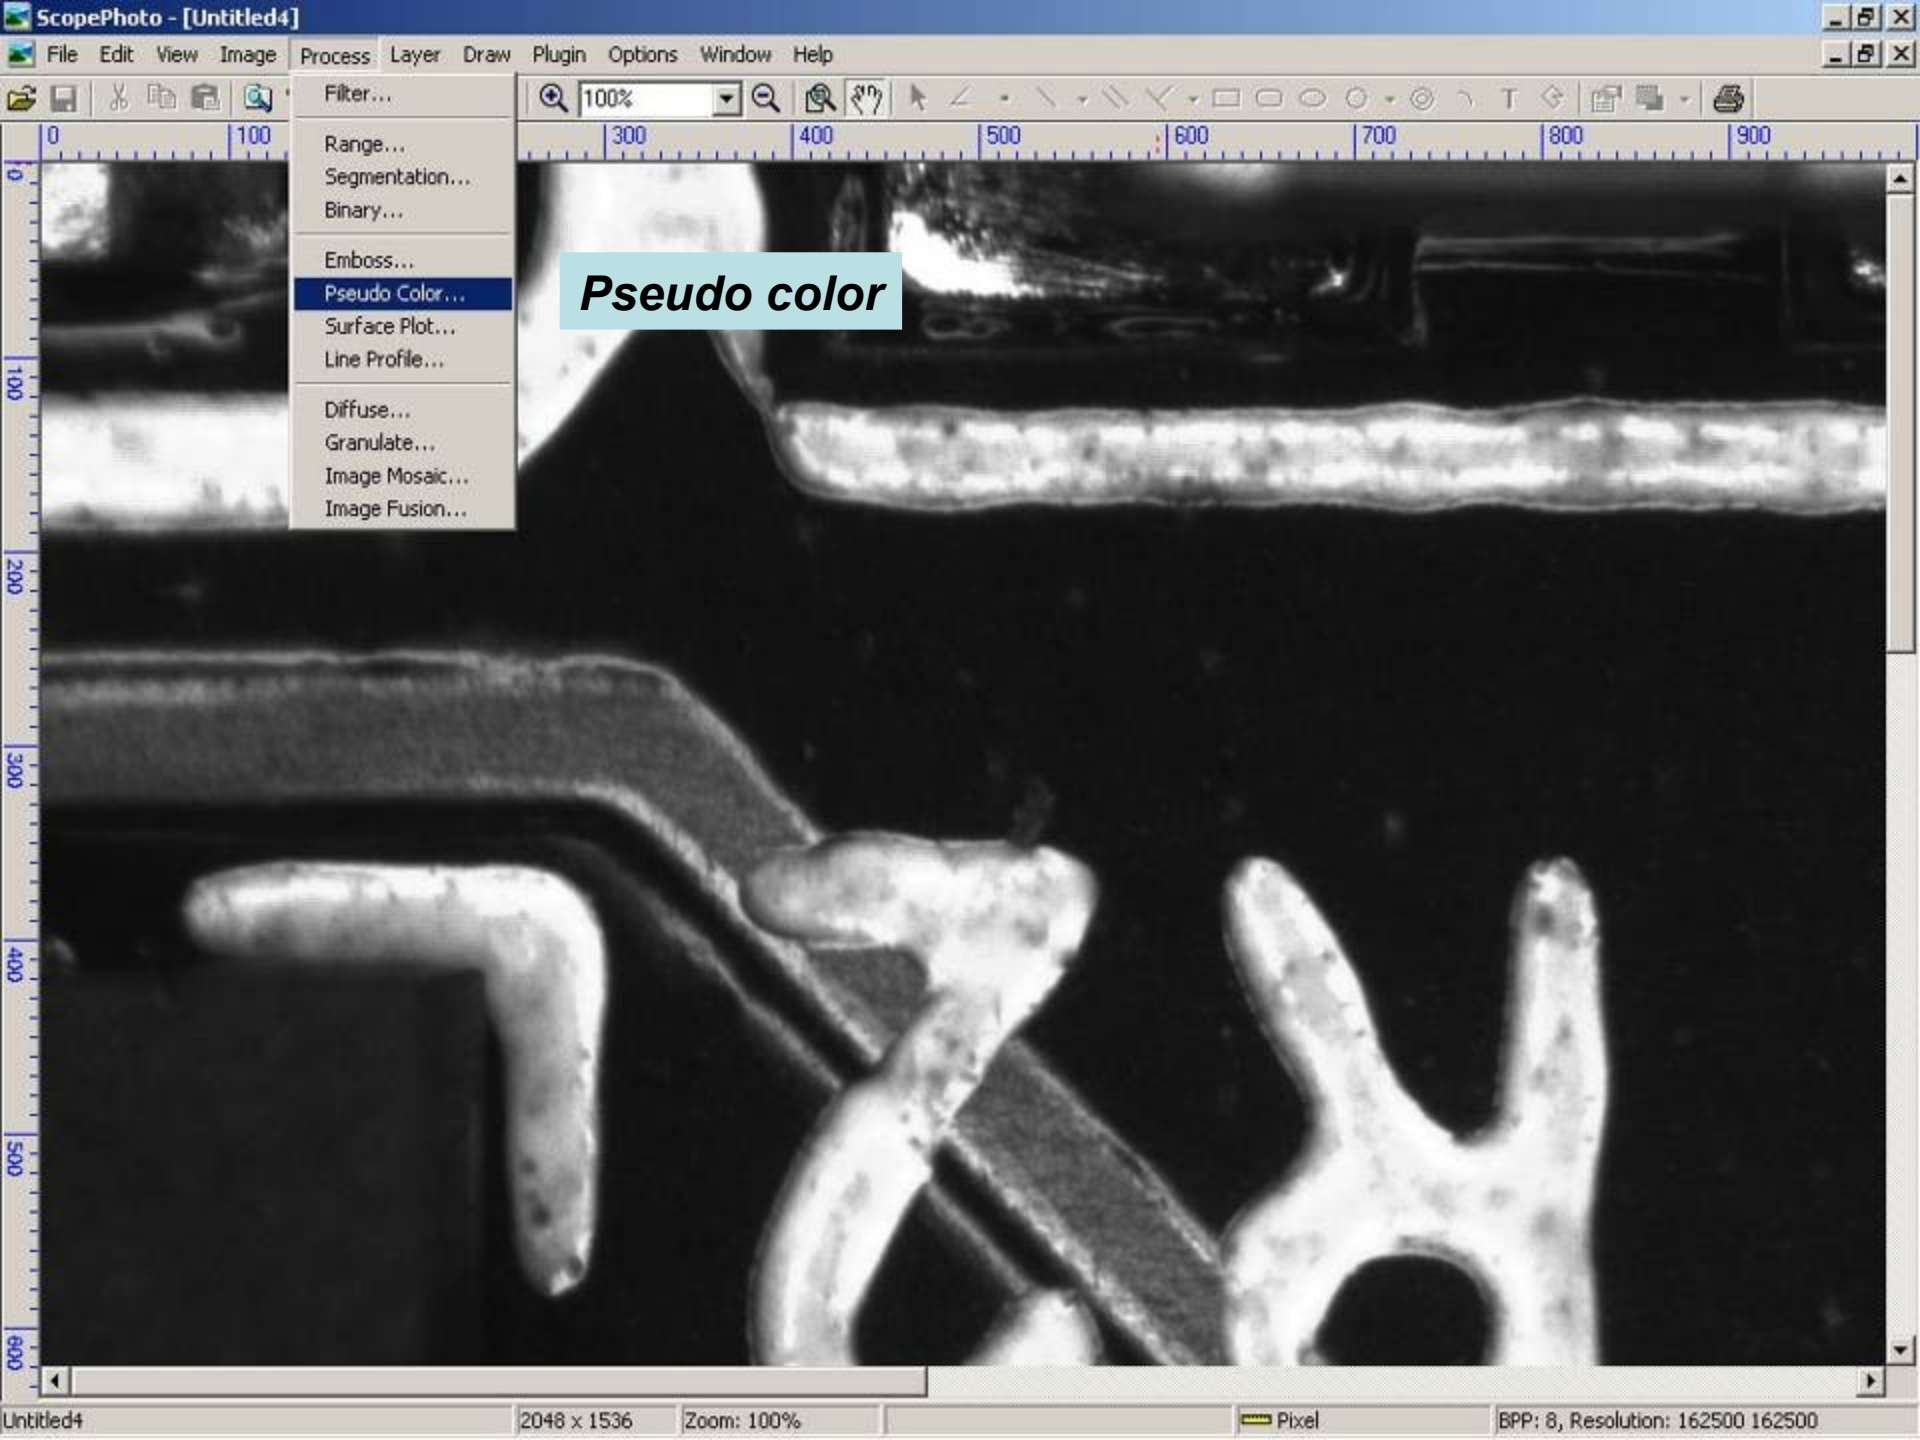 ScopePhoto - [Untitled4]
File Edit View Image Process Layer Draw Plugin Options Window Help
100%
Filter...
Range...
Segmentation...
Binary...
Emboss...
Pseudo Color...
Surface Plot...
Line Profile...
Diffuse...
Granulate...
Image Mosaic...
Image Fusion...
0 100 300 400 500 600 700 800 900
0
100
200
300
400
500
600
Pseudo color
Untitled4 2048 x 1536 Zoom: 100% Pixel BPP: 8, Resolution: 162500 162500